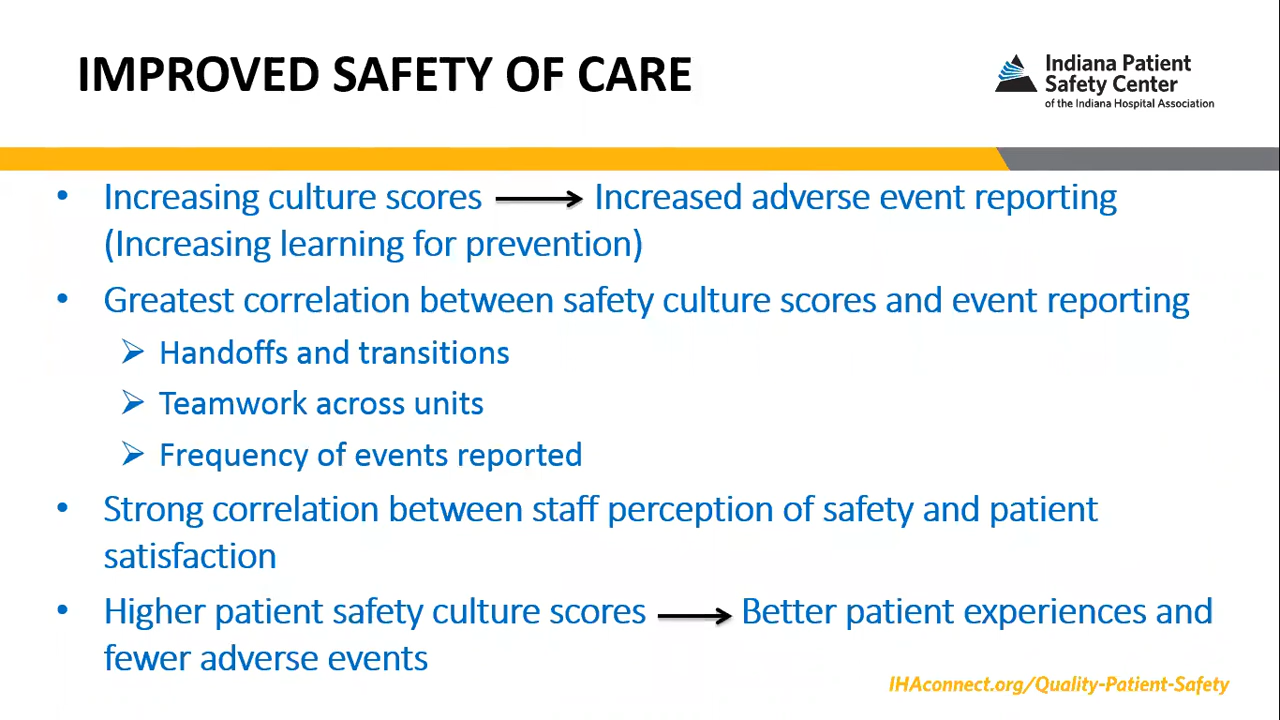 IMPROVED SAFETY OF CARE
Indiana Patient
Safety Center
of the Indiana Hospital Association
• Increasing culture scores ⟶ Increased adverse event reporting
(Increasing learning for prevention)
• Greatest correlation between safety culture scores and event reporting
➢ Handoffs and transitions
➢ Teamwork across units
➢ Frequency of events reported
• Strong correlation between staff perception of safety and patient
satisfaction
• Higher patient safety culture scores ⟶ Better patient experiences and
fewer adverse events
IHAconnect.org/Quality-Patient-Safety